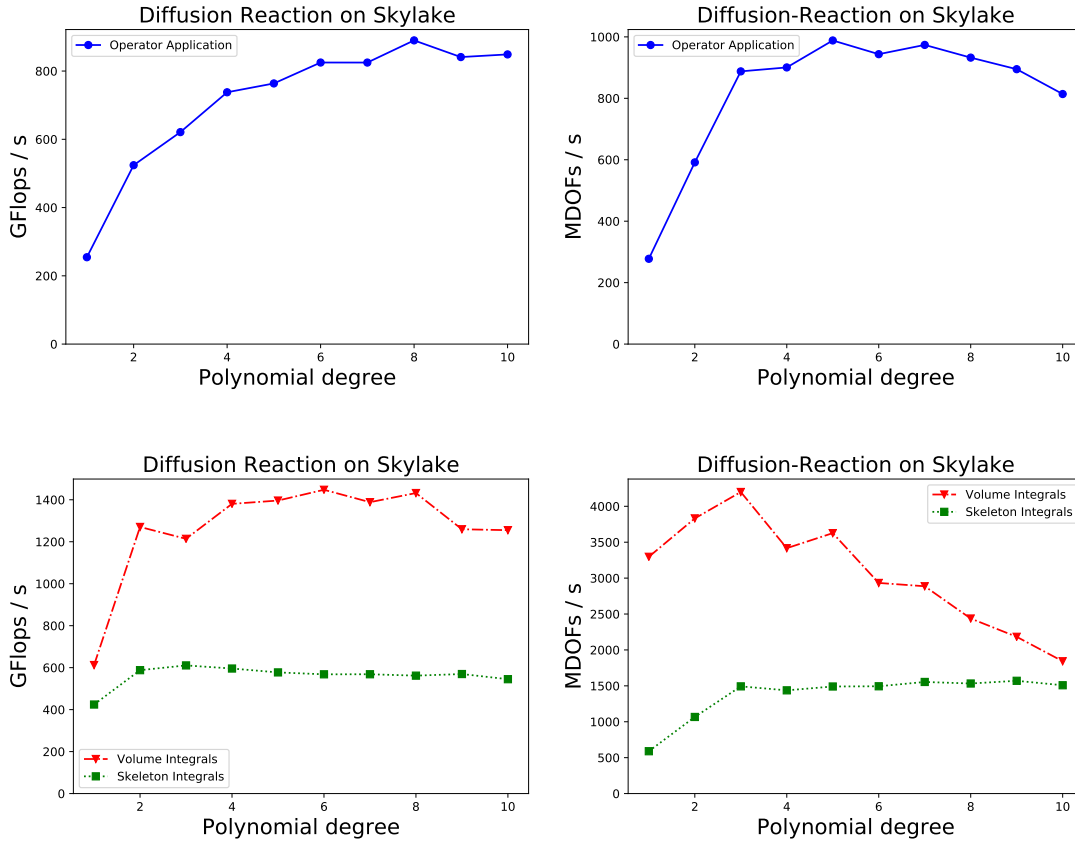 Diffusion Reaction on Skylake
Operator Application
GFlops / s
800
600
400
200
0
2 4 6 8 10
Polynomial degree
Diffusion-Reaction on Skylake
Operator Application
MDOFs / s
1000
800
600
400
200
0
2 4 6 8 10
Polynomial degree
Diffusion Reaction on Skylake
GFlops / s
1400
1200
1000
800
600
400
200
0
Volume Integrals
Skeleton Integrals
2 4 6 8 10
Polynomial degree
Diffusion-Reaction on Skylake
Volume Integrals
Skeleton Integrals
MDOFs / s
4000
3500
3000
2500
2000
1500
1000
500
0
2 4 6 8 10
Polynomial degree